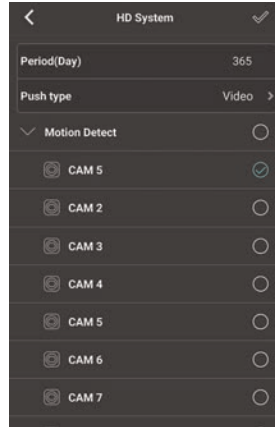 HD System
Period(Day) 365
Push type Video
Motion Detect
CAM 5
CAM 2
CAM 3
CAM 4
CAM 5
CAM 6
CAM 7